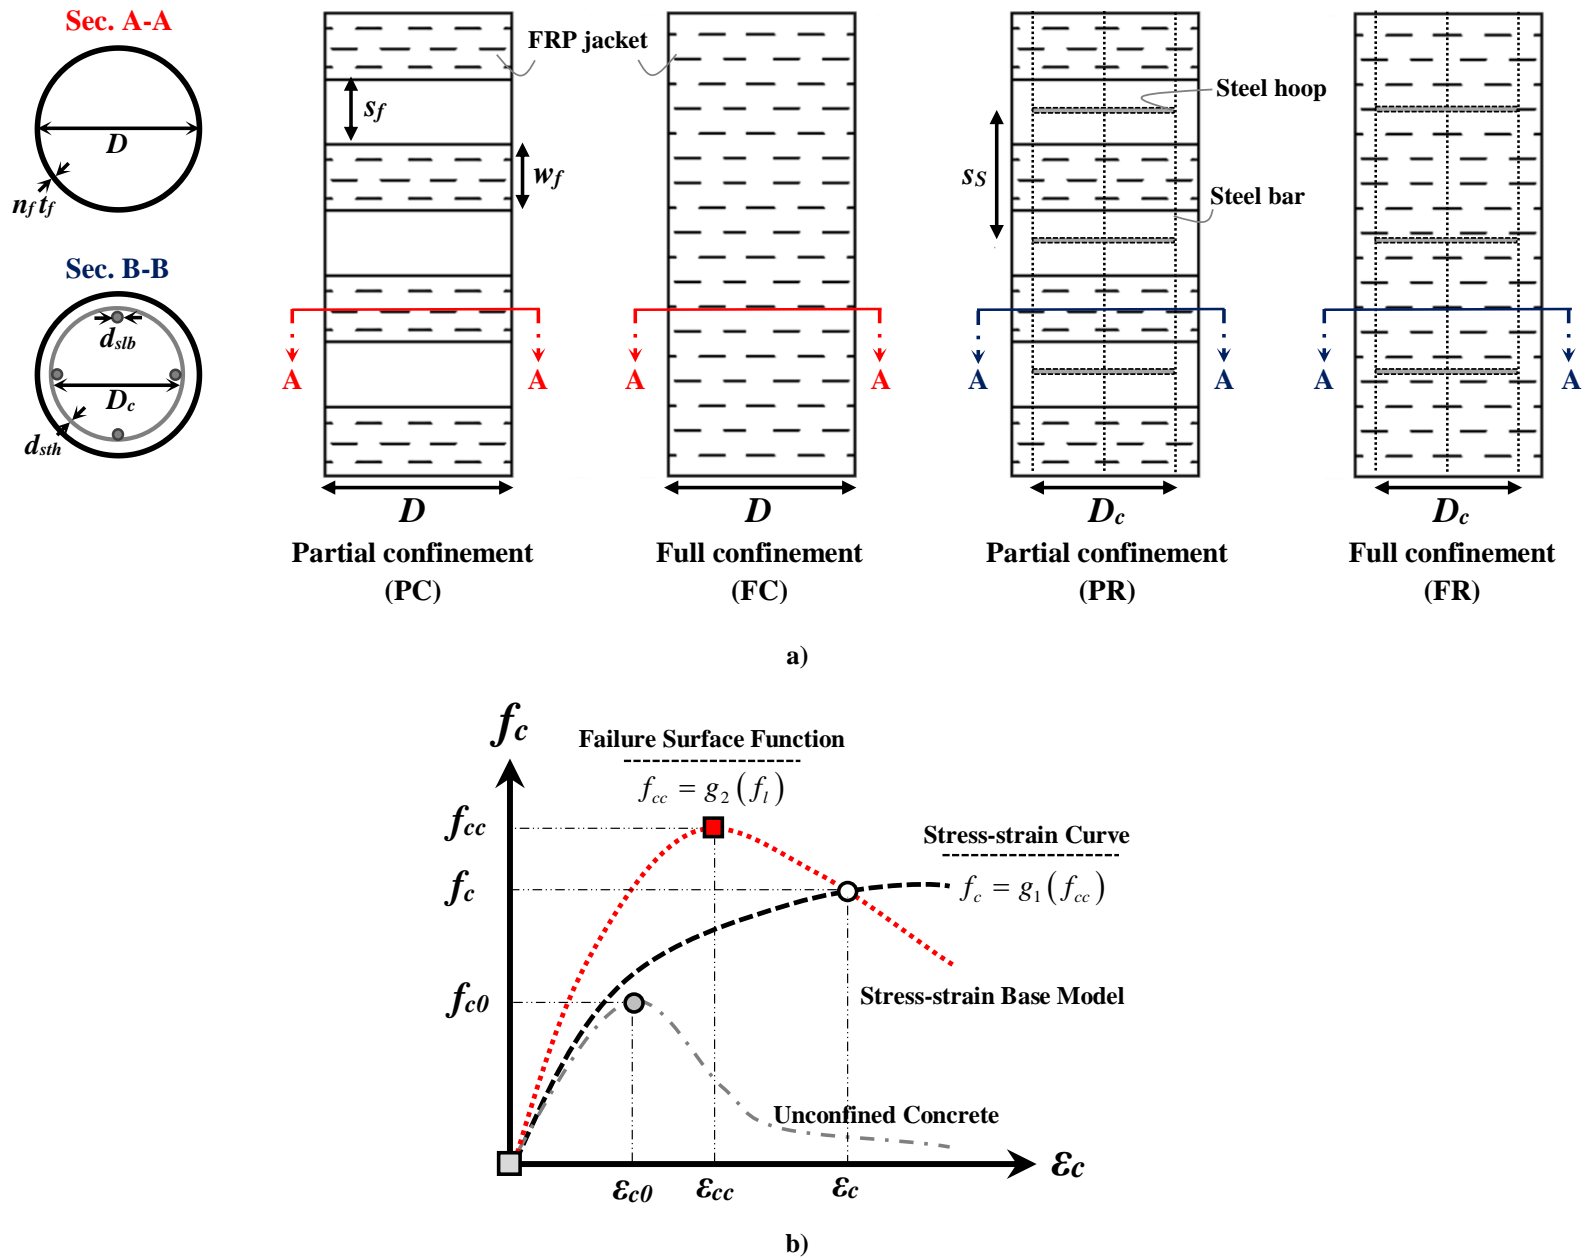 Sec. A-A
D
n_f t_f
Sec. B-B
d_slb
D_c
d_sth
FRP jacket
s_f
w_f
Steel hoop
s_S
Steel bar
A A
A A
A A
A A
D
D
D_c
D_c
Partial confinement
(PC)
Full confinement
(FC)
Partial confinement
(PR)
Full confinement
(FR)
a)
f_c
Failure Surface Function
f_cc = g_2 (f_l)
f_cc
Stress-strain Curve
f_c = g_1 (f_cc)
f_c
f_c0
Stress-strain Base Model
Unconfined Concrete
ε_c0
ε_cc
ε_c
ε_c
b)